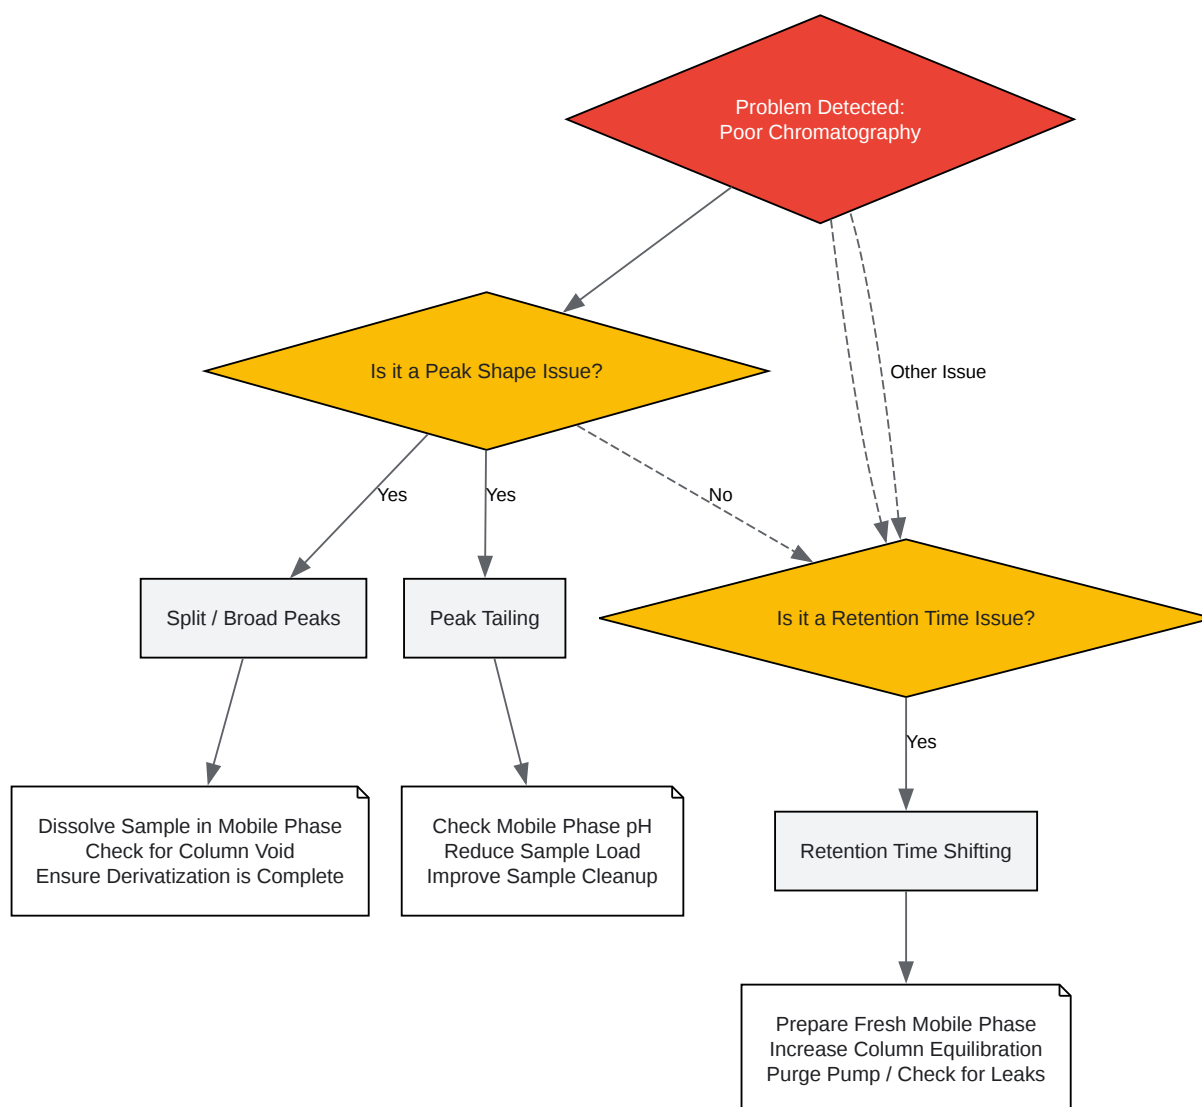 Problem Detected:
Poor Chromatography
Is it a Peak Shape Issue?
Other Issue
Yes
Yes
No
Split / Broad Peaks
Peak Tailing
Is it a Retention Time Issue?
Yes
Dissolve Sample in Mobile Phase
Check for Column Void
Ensure Derivatization is Complete
Check Mobile Phase pH
Reduce Sample Load
Improve Sample Cleanup
Retention Time Shifting
Prepare Fresh Mobile Phase
Increase Column Equilibration
Purge Pump / Check for Leaks